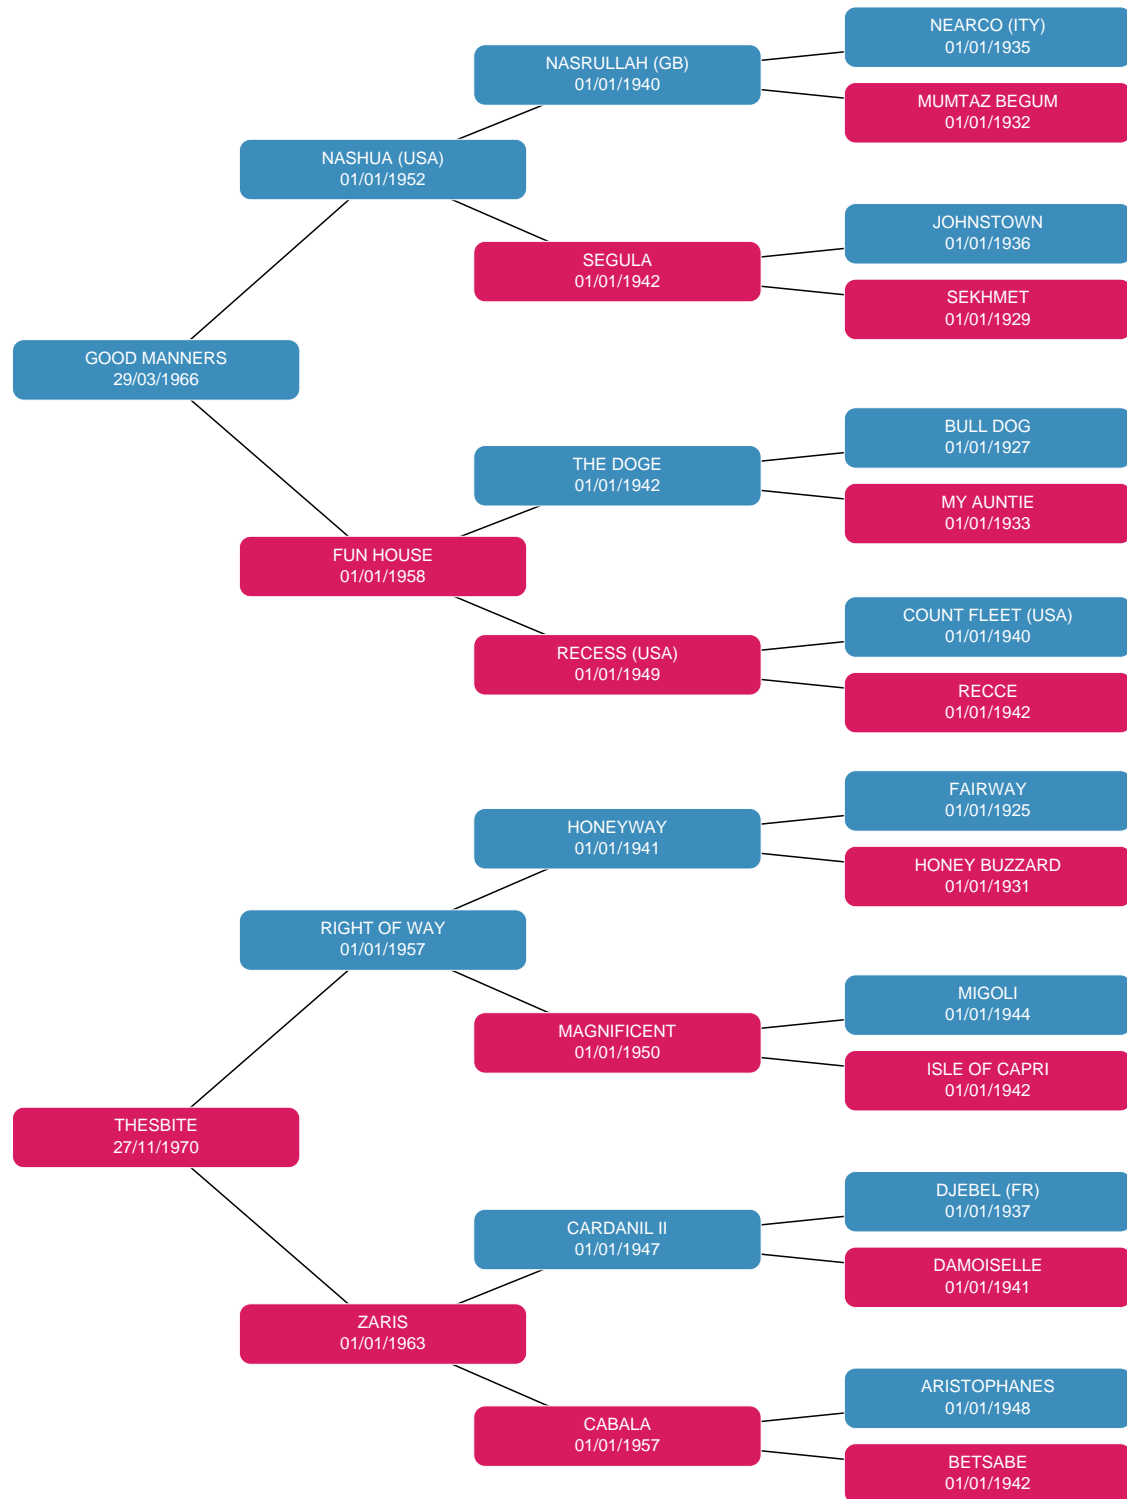 NEARCO (ITY)
01/01/1935
NASRULLAH (GB)
01/01/1940
MUMTAZ BEGUM
01/01/1932
NASHUA (USA)
01/01/1952
JOHNSTOWN
01/01/1936
SEGULA
01/01/1942
SEKHMET
01/01/1929
GOOD MANNERS
29/03/1966
BULL DOG
01/01/1927
THE DOGE
01/01/1942
MY AUNTIE
01/01/1933
FUN HOUSE
01/01/1958
COUNT FLEET (USA)
01/01/1940
RECESS (USA)
01/01/1949
RECCE
01/01/1942
FAIRWAY
01/01/1925
HONEYWAY
01/01/1941
HONEY BUZZARD
01/01/1931
RIGHT OF WAY
01/01/1957
MIGOLI
01/01/1944
MAGNIFICENT
01/01/1950
ISLE OF CAPRI
01/01/1942
THESBITE
27/11/1970
DJEBEL (FR)
01/01/1937
CARDANIL II
01/01/1947
DAMOISELLE
01/01/1941
ZARIS
01/01/1963
ARISTOPHANES
01/01/1948
CABALA
01/01/1957
BETSABE
01/01/1942